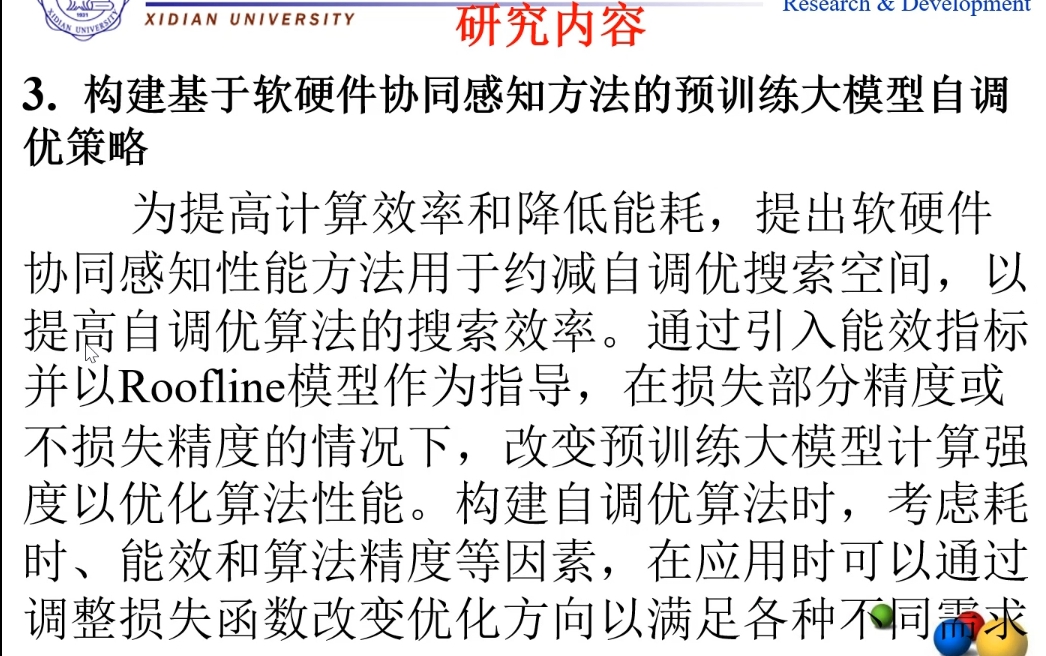 XIDIAN UNIVERSITY
Research & Development
研究内容
3. 构建基于软硬件协同感知方法的预训练大模型自调
优策略
为提高计算效率和降低能耗，提出软硬件
协同感知性能方法用于约减自调优搜索空间，以
提高自调优算法的搜索效率。通过引入能效指标
并以Roofline模型作为指导，在损失部分精度或
不损失精度的情况下，改变预训练大模型计算强
度以优化算法性能。构建自调优算法时，考虑耗
时、能效和算法精度等因素，在应用时可以通过
调整损失函数改变优化方向以满足各种不同需求